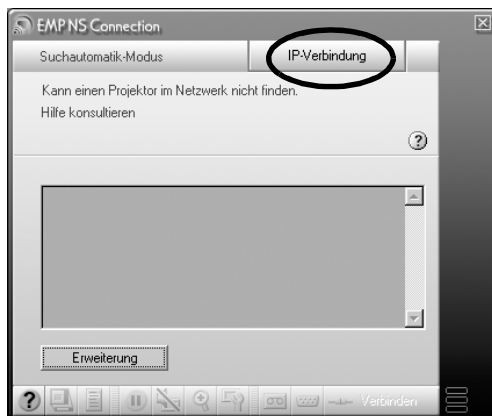 EMP NS Connection
Suchautomatik-Modus IP-Verbindung
Kann einen Projektor im Netzwerk nicht finden.
Hilfe konsultieren
Erweiterung
Verbinden